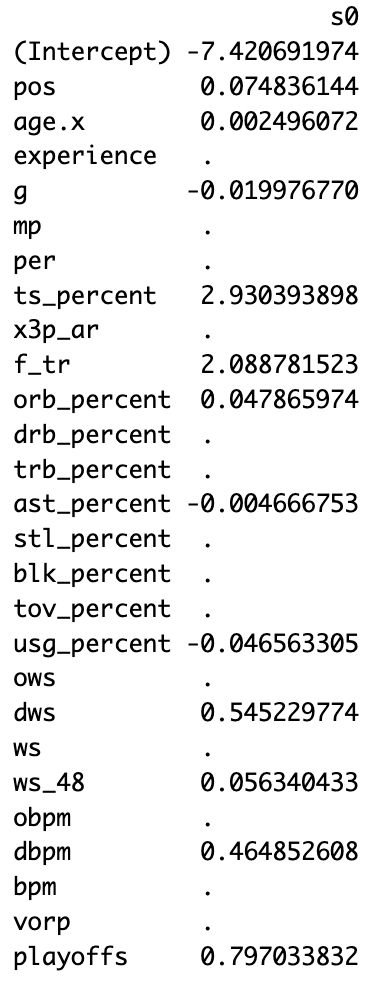 s0
(Intercept) -7.420691974
pos 0.074836144
age.x 0.002496072
experience .
g -0.019976770
mp .
per .
ts_percent 2.930393898
x3p_ar .
f_tr 2.088781523
orb_percent 0.047865974
drb_percent .
trb_percent .
ast_percent -0.004666753
stl_percent .
blk_percent .
tov_percent .
usg_percent -0.046563305
ows .
dws 0.545229774
ws .
ws_48 0.056340433
obpm .
dbpm 0.464852608
bpm .
vorp .
playoffs 0.797033832